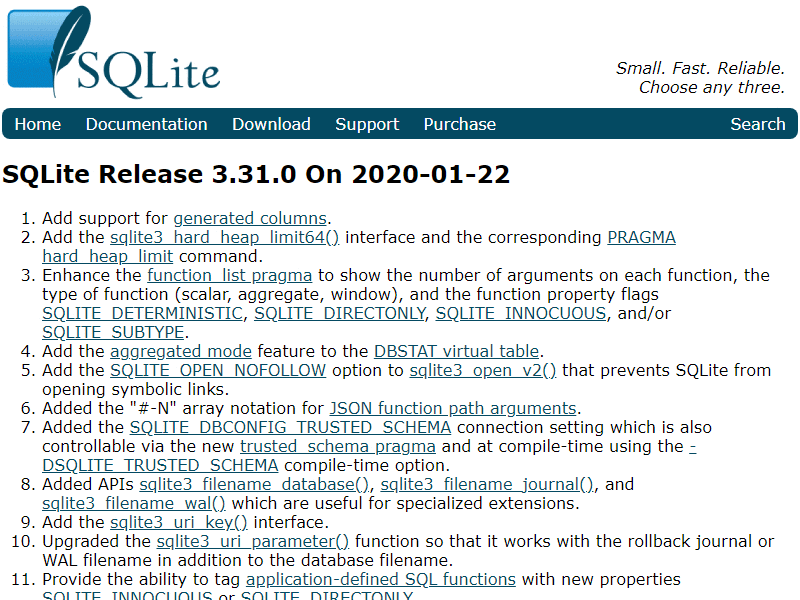 SQLite
Small. Fast. Reliable.
Choose any three.
Home Documentation Download Support Purchase Search
SQLite Release 3.31.0 On 2020-01-22
1. Add support for generated columns.
2. Add the sqlite3_hard_heap_limit64() interface and the corresponding PRAGMA
hard_heap_limit command.
3. Enhance the function_list pragma to show the number of arguments on each function, the
type of function (scalar, aggregate, window), and the function property flags
SQLITE_DETERMINISTIC, SQLITE_DIRECTONLY, SQLITE_INNOCUOUS, and/or
SQLITE_SUBTYPE.
4. Add the aggregated mode feature to the DBSTAT virtual table.
5. Add the SQLITE_OPEN_NOFOLLOW option to sqlite3_open_v2() that prevents SQLite from
opening symbolic links.
6. Added the "#-N" array notation for JSON function path arguments.
7. Added the SQLITE_DBCONFIG_TRUSTED_SCHEMA connection setting which is also
controllable via the new trusted_schema pragma and at compile-time using the -
DSQLITE_TRUSTED_SCHEMA compile-time option.
8. Added APIs sqlite3_filename_database(), sqlite3_filename_journal(), and
sqlite3_filename_wal() which are useful for specialized extensions.
9. Add the sqlite3_uri_key() interface.
10. Upgraded the sqlite3_uri_parameter() function so that it works with the rollback journal or
WAL filename in addition to the database filename.
11. Provide the ability to tag application-defined SQL functions with new properties
SQLITE_INNOCUOUS or SQLITE_DIRECTONLY.